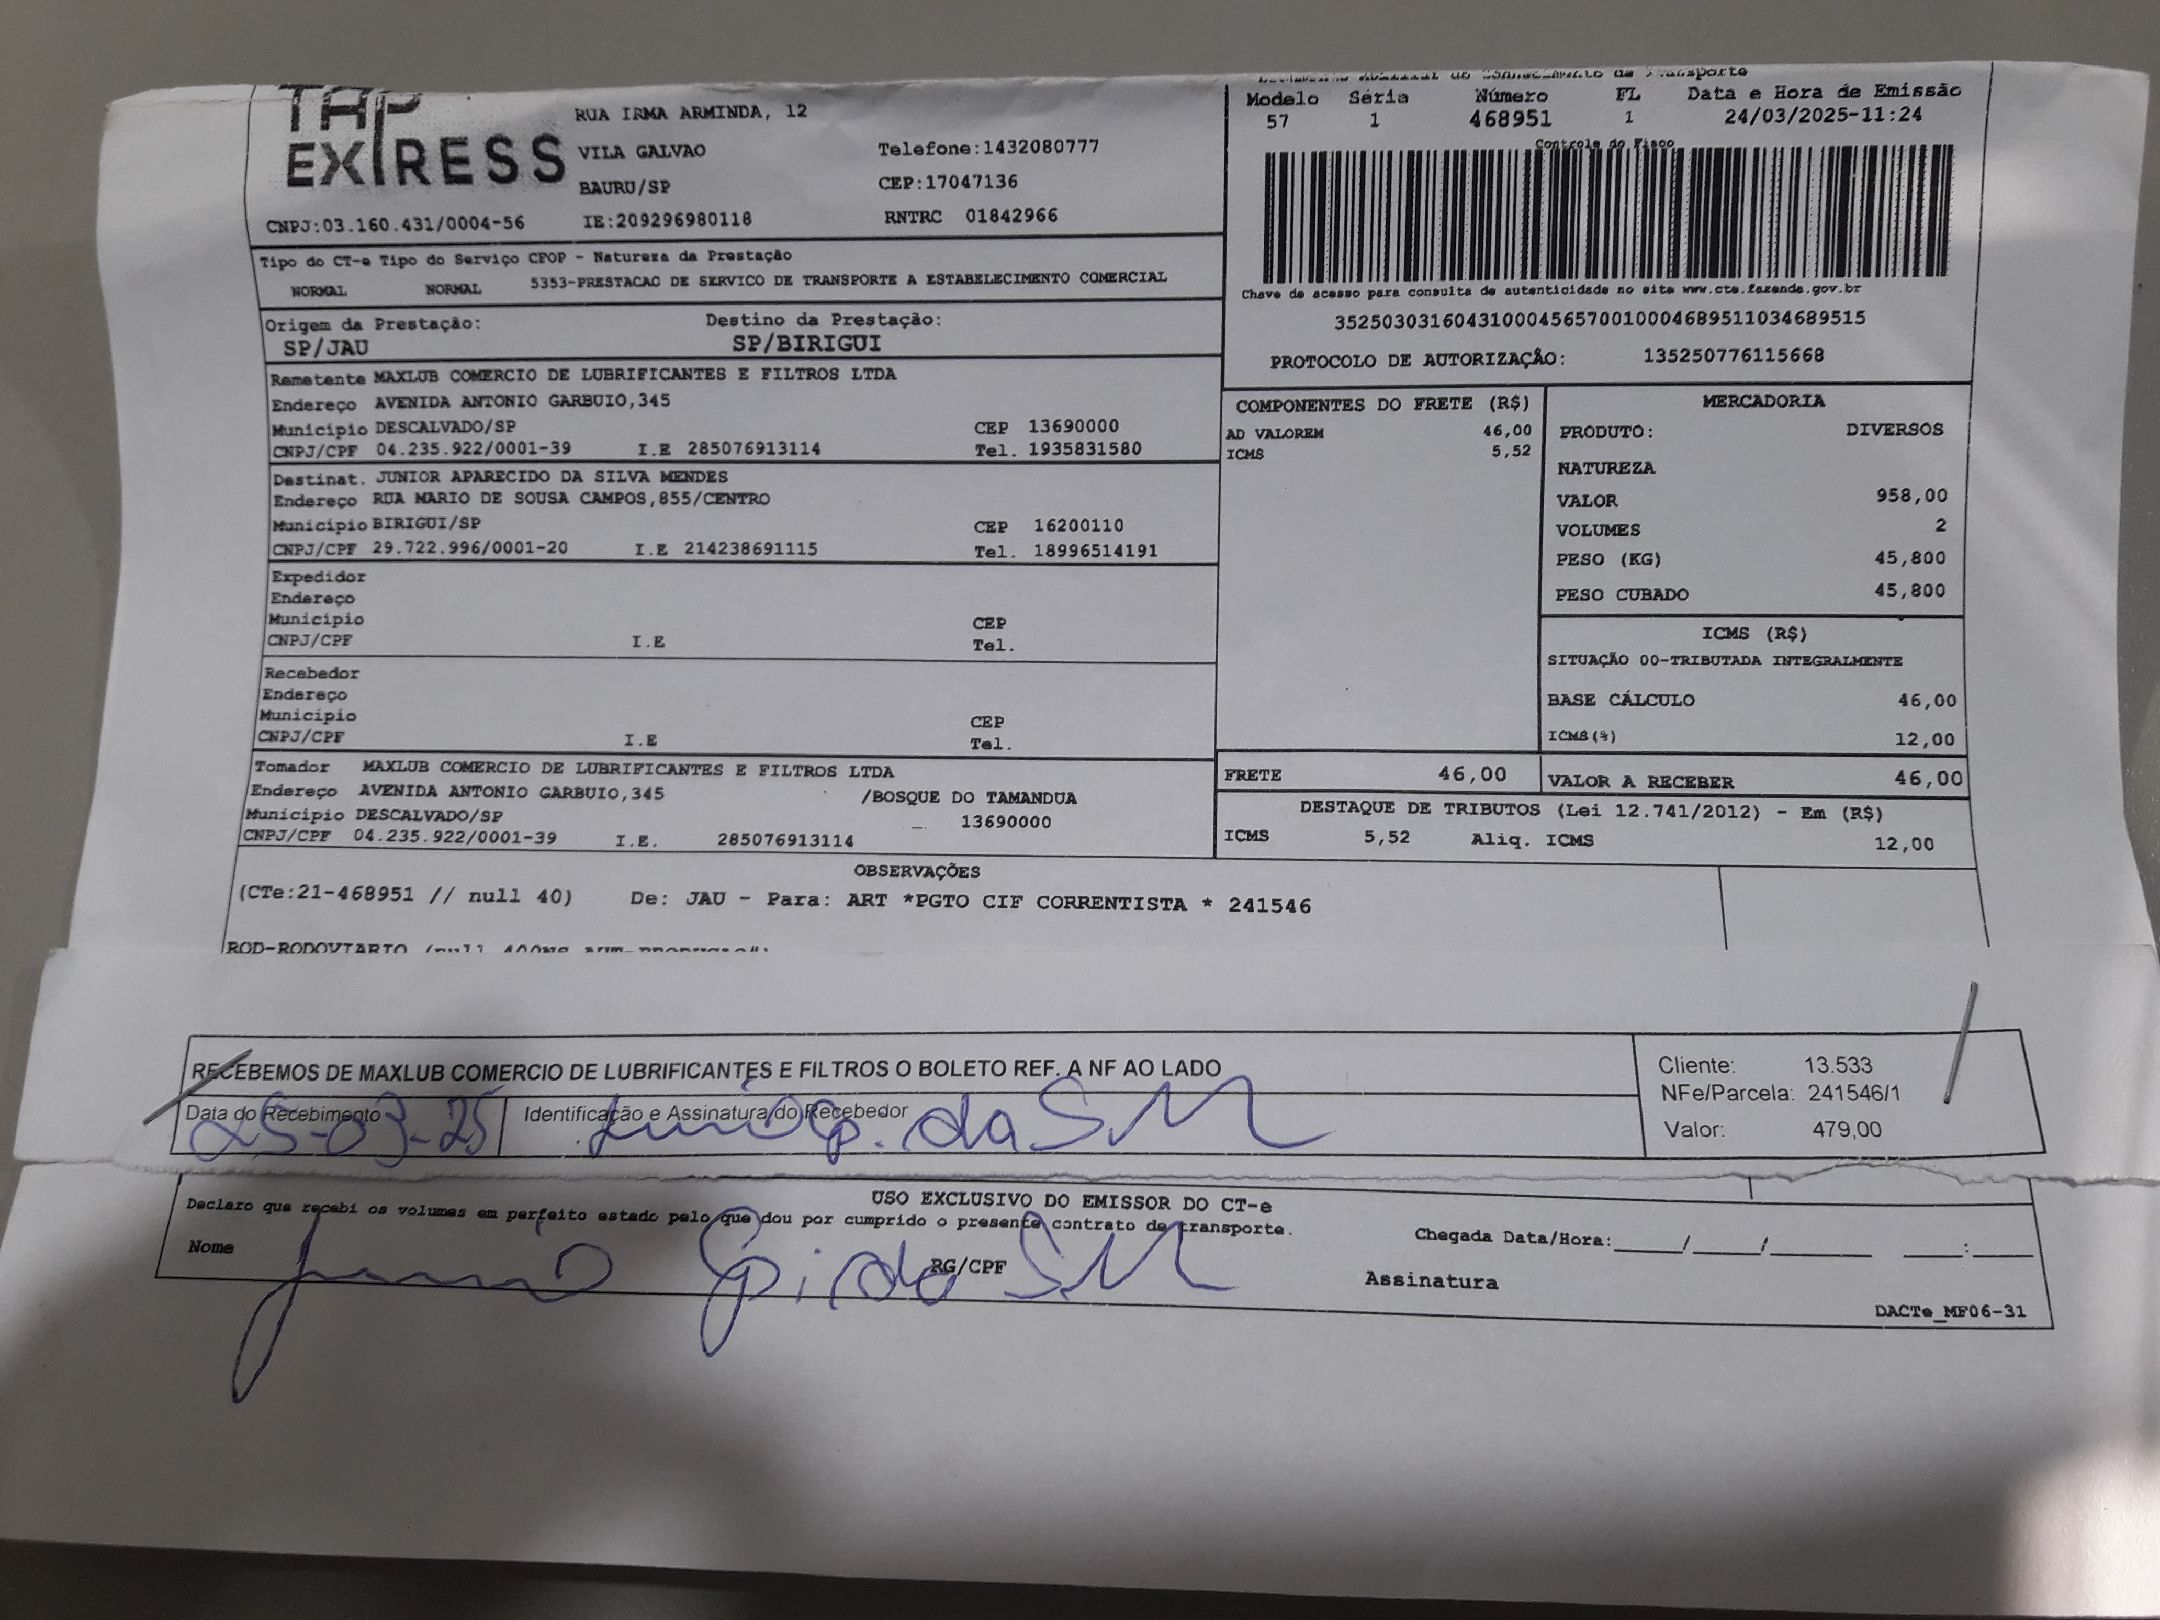 TAP
EXPRESS
RUA IRMA ARMINDA, 12
VILA GALVAO
Telefone:1432080777
BAURU/SP
CEP:17047136
CNPJ:03.160.431/0004-56
IE:209296980118
RNTRC 01842966
Transporte
Modelo Séria Número FL Data e Hora de Emissão
57 1 468951 1 24/03/2025-11:24
Controle do Fisco
Chave de acesso para consulta de autenticidade no site www.cte.fazenda.gov.br
35250303160431000456570010004689511034689515
PROTOCOLO DE AUTORIZAÇÃO: 135250776115668
Tipo do CT-e Tipo do Serviço CFOP - Natureza da Prestação
NORMAL NORMAL 5353-PRESTACAO DE SERVICO DE TRANSPORTE A ESTABELECIMENTO COMERCIAL
Origem da Prestação: Destino da Prestação:
SP/JAU SP/BIRIGUI
Remetente MAXLUB COMERCIO DE LUBRIFICANTES E FILTROS LTDA
Endereço AVENIDA ANTONIO GARBUIO,345
Município DESCALVADO/SP CEP 13690000
CNPJ/CPF 04.235.922/0001-39 I.E 285076913114 Tel. 1935831580
Destinat. JUNIOR APARECIDO DA SILVA MENDES
Endereço RUA MARIO DE SOUSA CAMPOS,855/CENTRO
Município BIRIGUI/SP CEP 16200110
CNPJ/CPF 29.722.996/0001-20 I.E 214238691115 Tel. 18996514191
Expedidor
Endereço
Município CEP
CNPJ/CPF I.E Tel.
Recebedor
Endereço
Município CEP
CNPJ/CPF I.E Tel.
Tomador MAXLUB COMERCIO DE LUBRIFICANTES E FILTROS LTDA
Endereço AVENIDA ANTONIO GARBUIO,345 /BOSQUE DO TAMANDUA
Município DESCALVADO/SP 13690000
CNPJ/CPF 04.235.922/0001-39 I.E. 285076913114
COMPONENTES DO FRETE (R$)
AD VALOREM 46,00
ICMS 5,52
MERCADORIA
PRODUTO: DIVERSOS
NATUREZA
VALOR 958,00
VOLUMES 2
PESO (KG) 45,800
PESO CUBADO 45,800
ICMS (R$)
SITUAÇÃO 00-TRIBUTADA INTEGRALMENTE
BASE CÁLCULO 46,00
ICMS(%) 12,00
FRETE 46,00 VALOR A RECEBER 46,00
DESTAQUE DE TRIBUTOS (Lei 12.741/2012) - Em (R$)
ICMS 5,52 Aliq. ICMS 12,00
OBSERVAÇÕES
(CTe:21-468951 // null 40) De: JAU - Para: ART *PGTO CIF CORRENTISTA * 241546
ROD-RODOVIARIO
RECEBEMOS DE MAXLUB COMERCIO DE LUBRIFICANTES E FILTROS O BOLETO REF. A NF AO LADO
Data do Recebimento Identificação e Assinatura do Recebedor
25-03-25 da SM
Cliente: 13.533
NFe/Parcela: 241546/1
Valor: 479,00
USO EXCLUSIVO DO EMISSOR DO CT-e
Declaro que recebi os volumes em perfeito estado pelo que dou por cumprido o presente contrato de transporte.
Nome RG/CPF
Chegada Data/Hora:_____/____/________ ____:____
Assinatura
DACTe_MF06-31